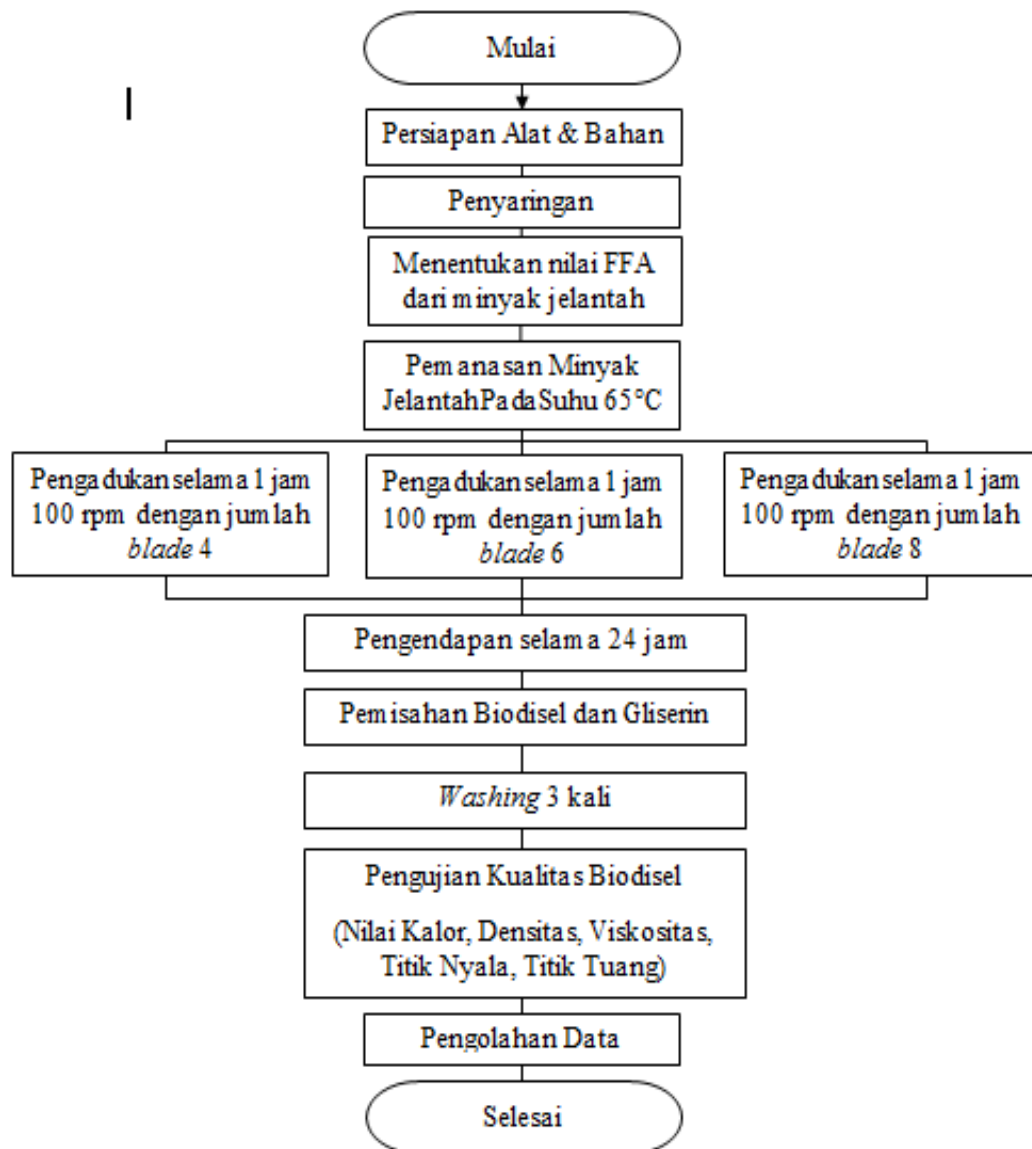 Mulai
Persiapan Alat & Bahan
Penyaringan
Menentukan nilai FFA
dari minyak jelantah
Pemanasan Minyak
JelantahPadaSuhu 65°C
Pengadukan selama 1 jam
100 rpm dengan jumlah
blade 4
Pengadukan selama 1 jam
100 rpm dengan jumlah
blade 6
Pengadukan selama 1 jam
100 rpm dengan jumlah
blade 8
Pengendapan selama 24 jam
Pemisahan Biodisel dan Gliserin
Washing 3 kali
Pengujian Kualitas Biodisel
(Nilai Kalor, Densitas, Viskositas,
Titik Nyala, Titik Tuang)
Pengolahan Data
Selesai